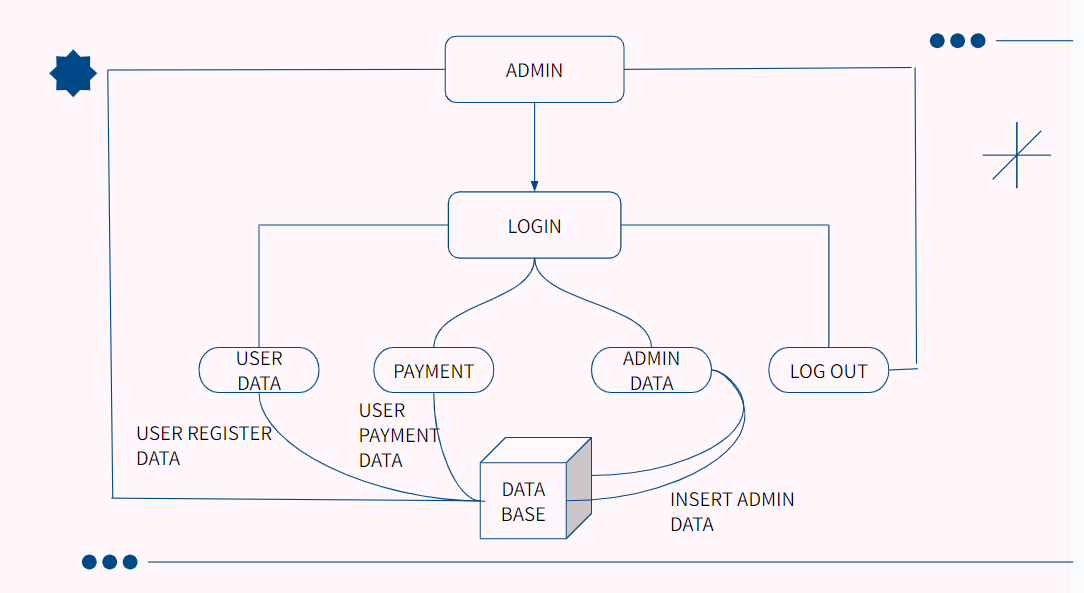 ADMIN
LOGIN
USER
DATA
PAYMENT
ADMIN
DATA
LOG OUT
USER REGISTER
DATA
USER
PAYMENT
DATA
DATA
BASE
INSERT ADMIN
DATA